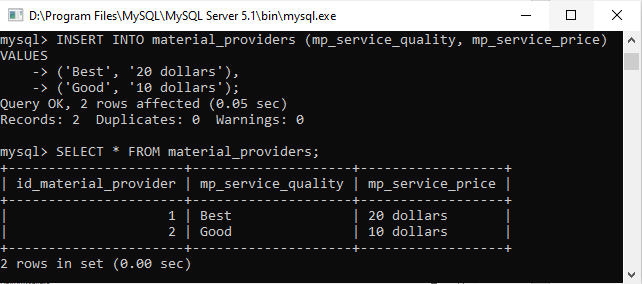 D:\Program Files\MySQL\MySQL Server 5.1\bin\mysql.exe
mysql> INSERT INTO material_providers (mp_service_quality, mp_service_price)
VALUES
    -> ('Best', '20 dollars'),
    -> ('Good', '10 dollars');
Query OK, 2 rows affected (0.05 sec)
Records: 2  Duplicates: 0  Warnings: 0

mysql> SELECT * FROM material_providers;
+----------------------+--------------------+------------------+
| id_material_provider | mp_service_quality | mp_service_price |
+----------------------+--------------------+------------------+
|                    1 | Best               | 20 dollars       |
|                    2 | Good               | 10 dollars       |
+----------------------+--------------------+------------------+
2 rows in set (0.00 sec)